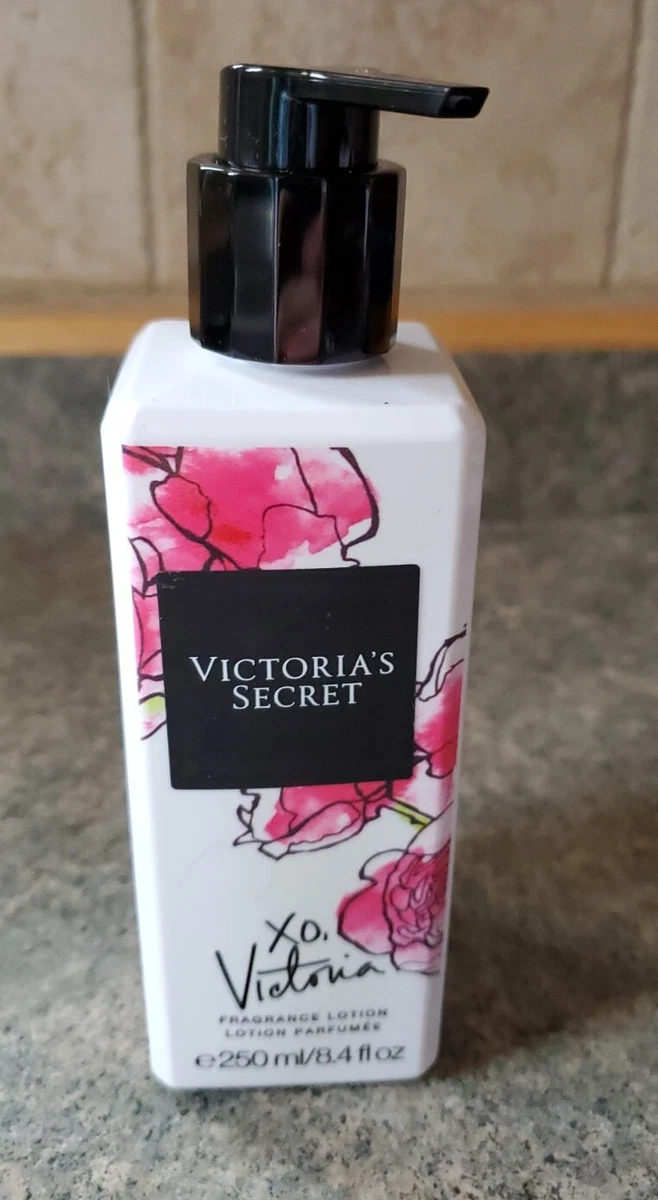 VICTORIA'S
SECRET
XO,
Victoria
FRAGRANCE LOTION
LOTION PARFUMÉE
℮250 ml/8.4 fl oz